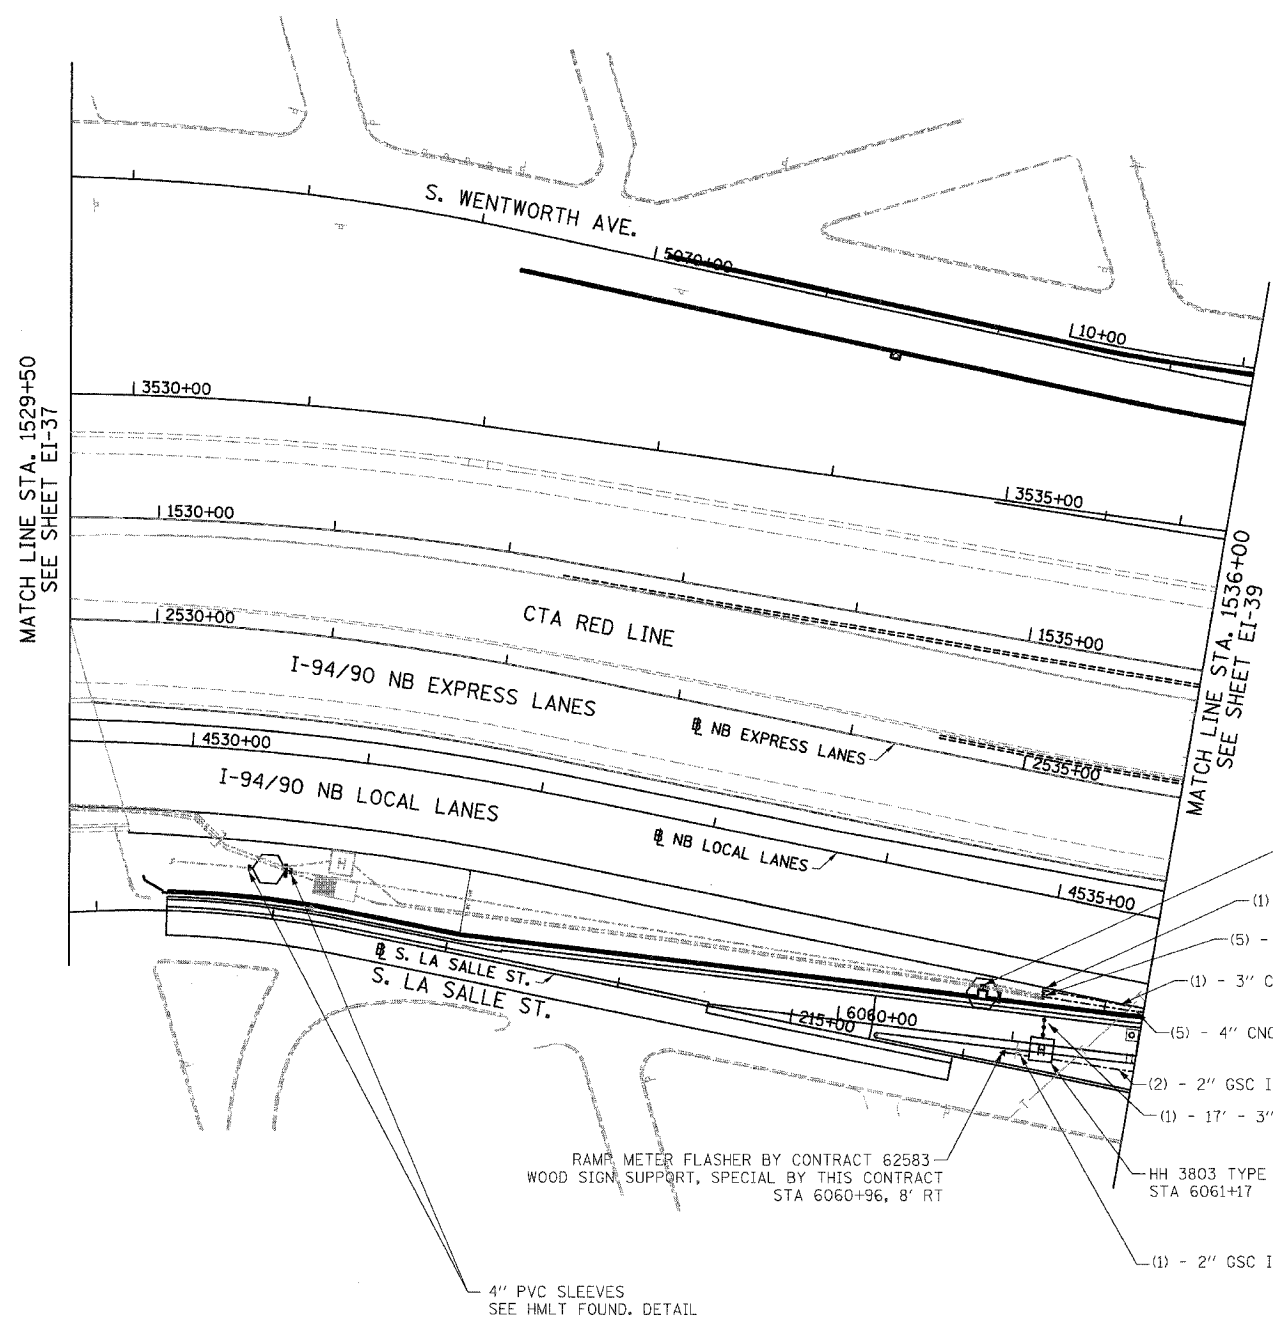 S. WENTWORTH AVE.
5070+00
10+00
MATCH LINE STA. 1529+50
SEE SHEET EI-37
3530+00
3535+00
1530+00
MATCH LINE STA. 1536+00
SEE SHEET EI-39
CTA RED LINE
1535+00
2530+00
I-94/90 NB EXPRESS LANES
℄ NB EXPRESS LANES
2535+00
4530+00
I-94/90 NB LOCAL LANES
℄ NB LOCAL LANES
4535+00
H
(1)
(5) -
℄ S. LA SALLE ST.
S. LA SALLE ST.
(1) - 3" C
215+00
6060+00
(5) - 4" CNC
H
(2) - 2" GSC I
(1) - 17' - 3"
RAMP METER FLASHER BY CONTRACT 62583
WOOD SIGN SUPPORT, SPECIAL BY THIS CONTRACT
STA 6060+96, 8' RT
HH 3803 TYPE
STA 6061+17
(1) - 2" GSC I
4" PVC SLEEVES
SEE HMLT FOUND. DETAIL